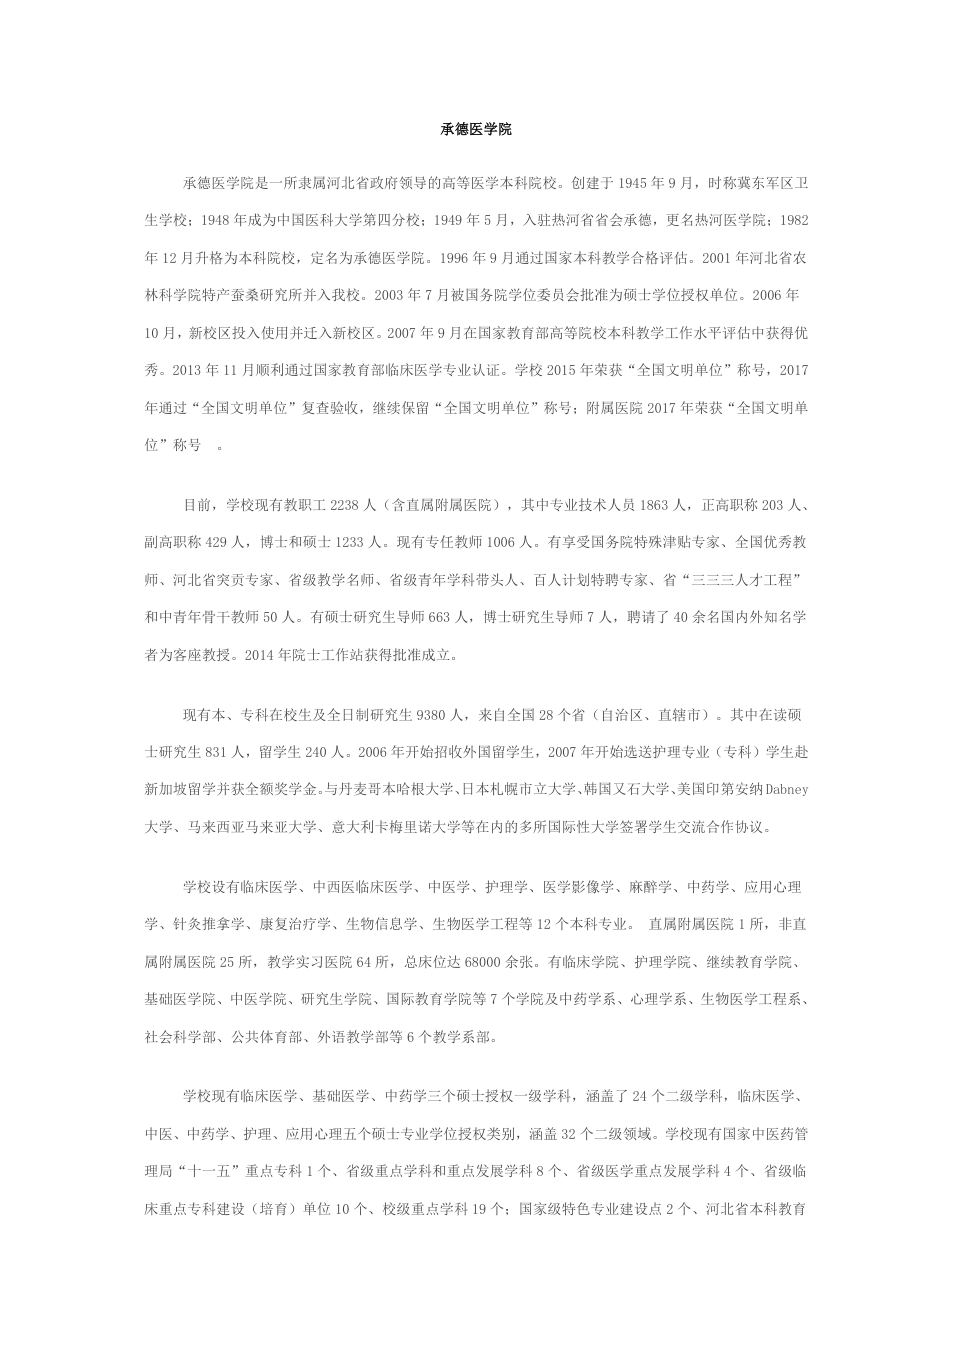 承德医学院
承德医学院是一所隶属河北省政府领导的高等医学本科院校。创建于 1945 年 9 月，时称冀东军区卫
生学校；1948 年成为中国医科大学第四分校；1949 年 5 月，入驻热河省省会承德，更名热河医学院；1982
年 12 月升格为本科院校，定名为承德医学院。1996 年 9 月通过国家本科教学合格评估。2001 年河北省农
林科学院特产蚕桑研究所并入我校。2003 年 7 月被国务院学位委员会批准为硕士学位授权单位。2006 年
10 月，新校区投入使用并迁入新校区。2007 年 9 月在国家教育部高等院校本科教学工作水平评估中获得优
秀。2013 年 11 月顺利通过国家教育部临床医学专业认证。学校 2015 年荣获“全国文明单位”称号，2017
年通过“全国文明单位”复查验收，继续保留“全国文明单位”称号；附属医院 2017 年荣获“全国文明单
位”称号 。
目前，学校现有教职工 2238 人（含直属附属医院），其中专业技术人员 1863 人，正高职称 203 人、
副高职称 429 人，博士和硕士 1233 人。现有专任教师 1006 人。有享受国务院特殊津贴专家、全国优秀教
师、河北省突贡专家、省级教学名师、省级青年学科带头人、百人计划特聘专家、省“三三三人才工程”
和中青年骨干教师 50 人。有硕士研究生导师 663 人，博士研究生导师 7 人，聘请了 40 余名国内外知名学
者为客座教授。2014 年院士工作站获得批准成立。
现有本、专科在校生及全日制研究生 9380 人，来自全国 28 个省（自治区、直辖市）。其中在读硕
士研究生 831 人，留学生 240 人。2006 年开始招收外国留学生，2007 年开始选送护理专业（专科）学生赴
新加坡留学并获全额奖学金。与丹麦哥本哈根大学、日本札幌市立大学、韩国又石大学、美国印第安纳 Dabney
大学、马来西亚马来亚大学、意大利卡梅里诺大学等在内的多所国际性大学签署学生交流合作协议。
学校设有临床医学、中西医临床医学、中医学、护理学、医学影像学、麻醉学、中药学、应用心理
学、针灸推拿学、康复治疗学、生物信息学、生物医学工程等 12 个本科专业。 直属附属医院 1 所，非直
属附属医院 25 所，教学实习医院 64 所，总床位达 68000 余张。有临床学院、护理学院、继续教育学院、
基础医学院、中医学院、研究生学院、国际教育学院等 7 个学院及中药学系、心理学系、生物医学工程系、
社会科学部、公共体育部、外语教学部等 6 个教学系部。
学校现有临床医学、基础医学、中药学三个硕士授权一级学科，涵盖了 24 个二级学科，临床医学、
中医、中药学、护理、应用心理五个硕士专业学位授权类别，涵盖 32 个二级领域。学校现有国家中医药管
理局“十一五”重点专科 1 个、省级重点学科和重点发展学科 8 个、省级医学重点发展学科 4 个、省级临
床重点专科建设（培育）单位 10 个、校级重点学科 19 个；国家级特色专业建设点 2 个、河北省本科教育